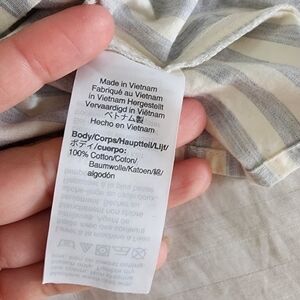 Made in Vietnam
Fabriqué au Vietnam
in Vietnam Hergestellt
Vervaardigd in Viëtnam
ベトナム製
Hecho en Vietnam
Body/Corps/Hauptteil/Lijf/
ボディ/cuerpo:
100% Cotton/Coton/
Baumwolle/Katoen/綿/
algodón